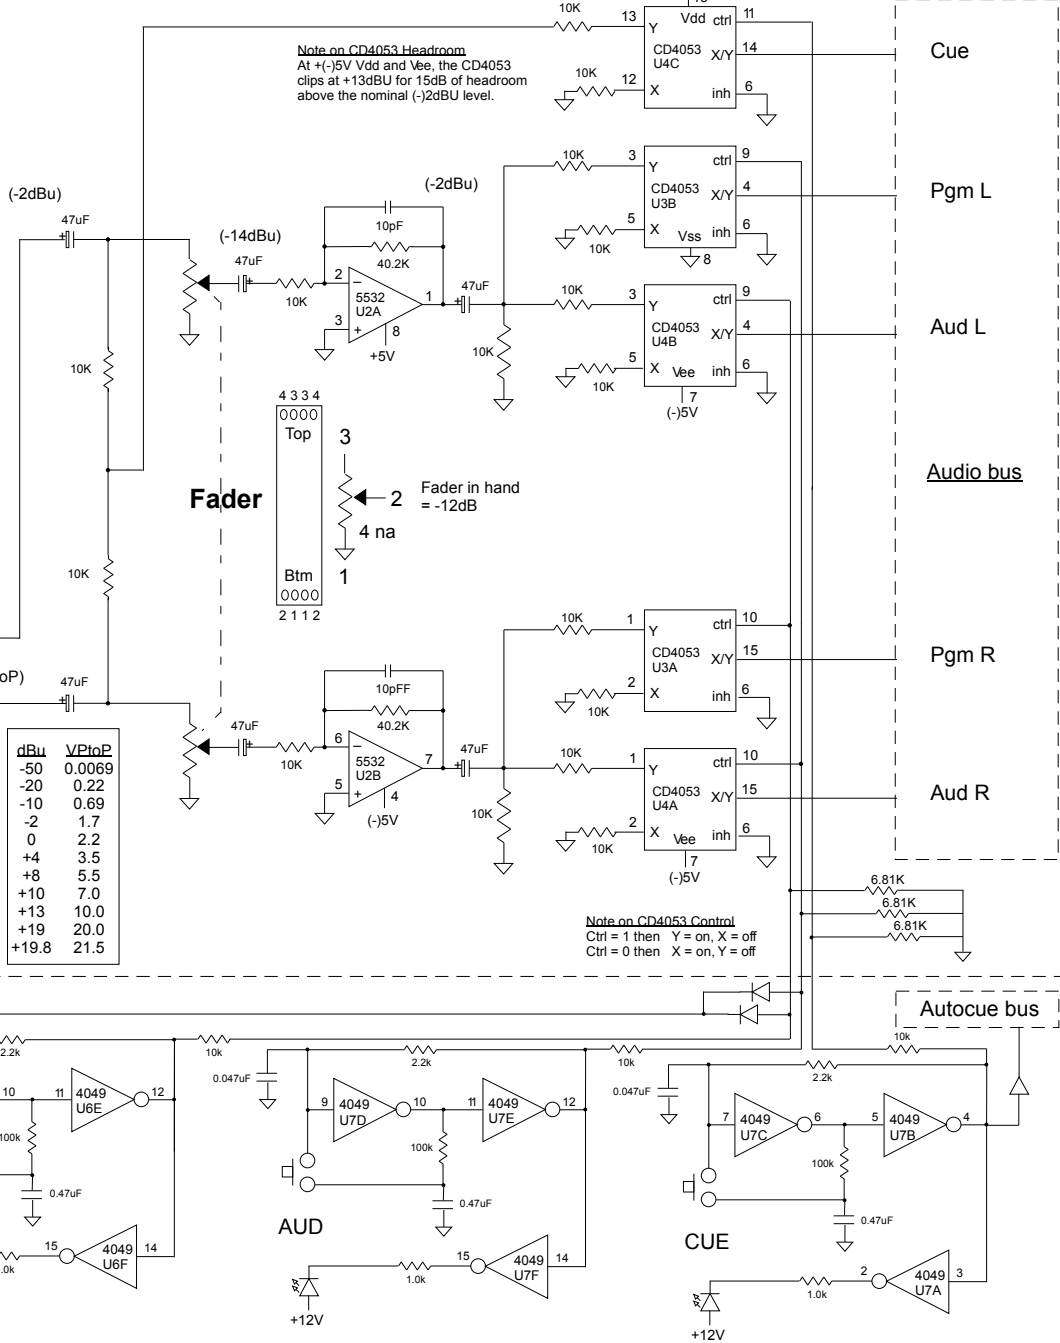 10K
13
Y
Vdd
ctrl
11
CD4053
U4C
X/Y
14
Cue
Note on CD4053 Headroom
At +(-)5V Vdd and Vee, the CD4053
clips at +13dBU for 15dB of headroom
above the nominal (-)2dBU level.
10K
12
X
inh
6
10K
3
Y
ctrl
9
CD4053
U3B
X/Y
4
Pgm L
5
X
10K
Vss
inh
6
8
(-2dBu)
47uF
(-14dBu)
47uF
(-2dBu)
10pF
40.2K
10K
2
5532
U2A
1
3
8
+5V
47uF
10K
10K
3
Y
ctrl
9
CD4053
U4B
X/Y
4
Aud L
5
X
10K
Vee
inh
6
7
(-)5V
10K
4 3 3 4
0000
Top
Fader
3
2
4 na
1
Fader in hand
= -12dB
Audio bus
10K
Btm
0000
2 1 1 2
10K
1
Y
ctrl
10
CD4053
U3A
X/Y
15
Pgm R
2
X
10K
inh
6
oP)
47uF
47uF
10pFF
40.2K
10K
6
5532
U2B
7
5
4
(-)5V
47uF
10K
10K
1
Y
ctrl
10
CD4053
U4A
X/Y
15
Aud R
2
X
10K
Vee
inh
6
7
(-)5V
dBu VPtoP
-50 0.0069
-20 0.22
-10 0.69
-2 1.7
0 2.2
+4 3.5
+8 5.5
+10 7.0
+13 10.0
+19 20.0
+19.8 21.5
6.81K
6.81K
6.81K
Note on CD4053 Control
Ctrl = 1 then Y = on, X = off
Ctrl = 0 then X = on, Y = off
Autocue bus
2.2k
10k
2.2k
10k
10k
2.2k
10
11
4049
U6E
12
100k
0.47uF
15
4049
U6F
14
.0k
0.047uF
9
4049
U7D
10
11
4049
U7E
12
100k
0.47uF
AUD
15
4049
U7F
14
1.0k
+12V
0.047uF
7
4049
U7C
6
5
4049
U7B
4
100k
0.47uF
CUE
2
4049
U7A
3
1.0k
+12V